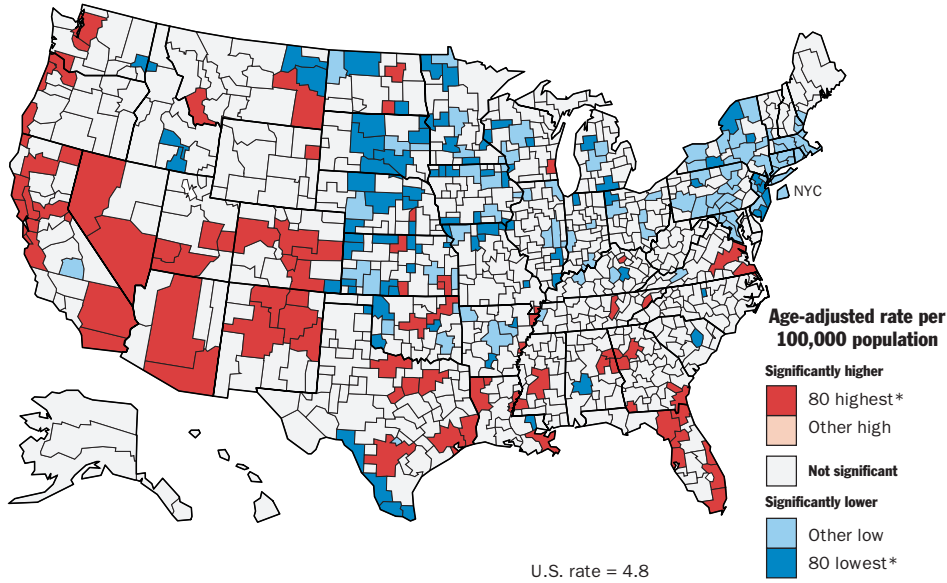 NYC
Age-adjusted rate per
100,000 population
Significantly higher
80 highest*
Other high
Not significant
Significantly lower
Other low
80 lowest*
U.S. rate = 4.8